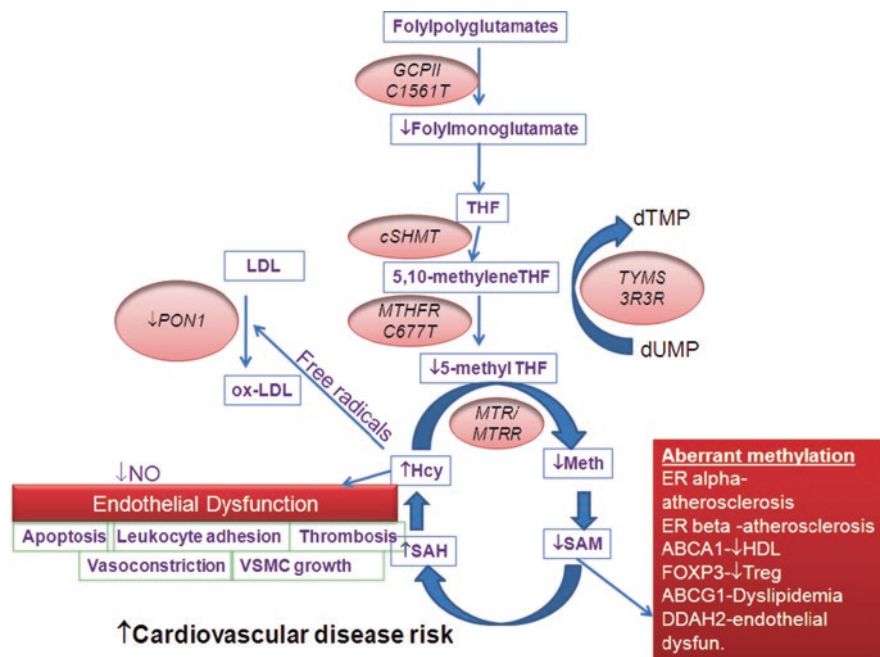 Folylpolyglutamates
GCPII
C1561T
↓Folylmonoglutamate
THF
cSHMT
5,10-methyleneTHF
MTHFR
C677T
↓5-methyl THF
dTMP
TYMS
3R3R
dUMP
LDL
↓PON1
ox-LDL
Free radicals
MTR/
MTRR
↑Hcy
↓Meth
↑SAH
↓SAM
↓NO
Endothelial Dysfunction
Apoptosis
Leukocyte adhesion
Thrombosis
Vasoconstriction
VSMC growth
↑Cardiovascular disease risk
Aberrant methylation
ER alpha-
atherosclerosis
ER beta -atherosclerosis
ABCA1-↓HDL
FOXP3-↓Treg
ABCG1-Dyslipidemia
DDAH2-endothelial
dysfun.